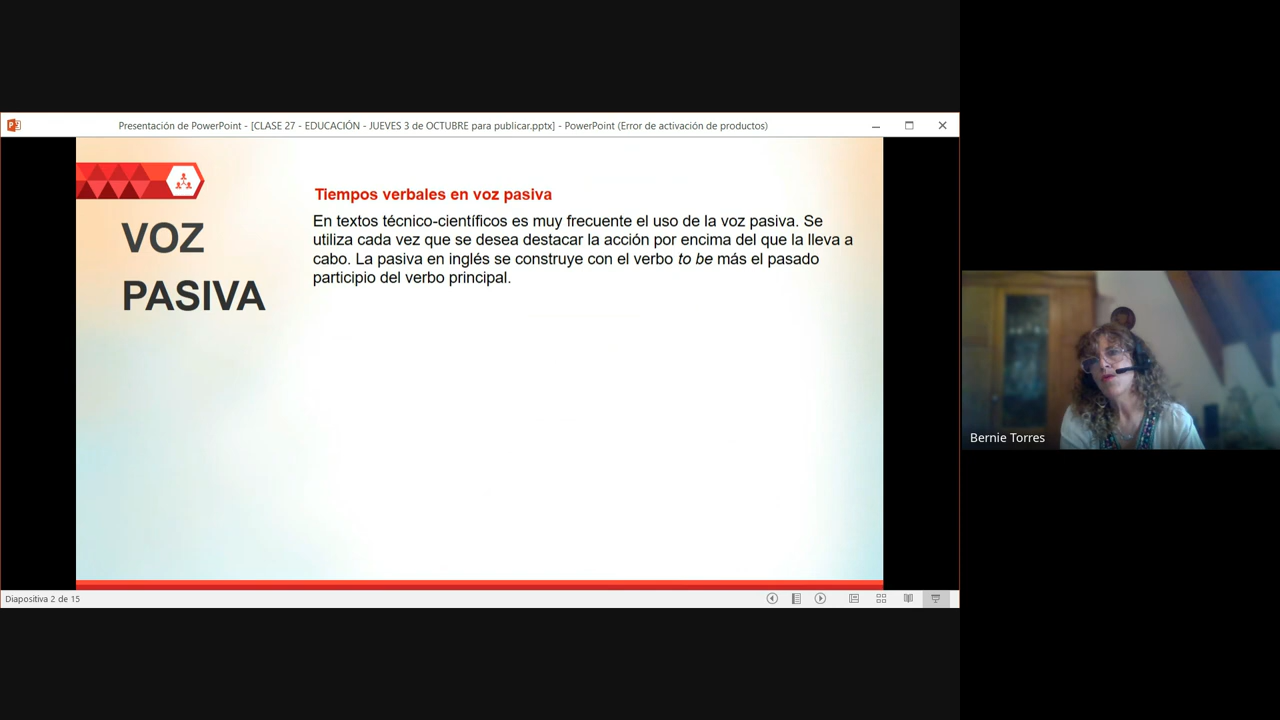 Presentación de PowerPoint - [CLASE 27 - EDUCACIÓN - JUEVES 3 de OCTUBRE para publicar.pptx] - PowerPoint (Error de activación de productos)
VOZ
PASIVA
Tiempos verbales en voz pasiva
En textos técnico-científicos es muy frecuente el uso de la voz pasiva. Se
utiliza cada vez que se desea destacar la acción por encima del que la lleva a
cabo. La pasiva en inglés se construye con el verbo to be más el pasado
participio del verbo principal.
Bernie Torres
Diapositiva 2 de 15